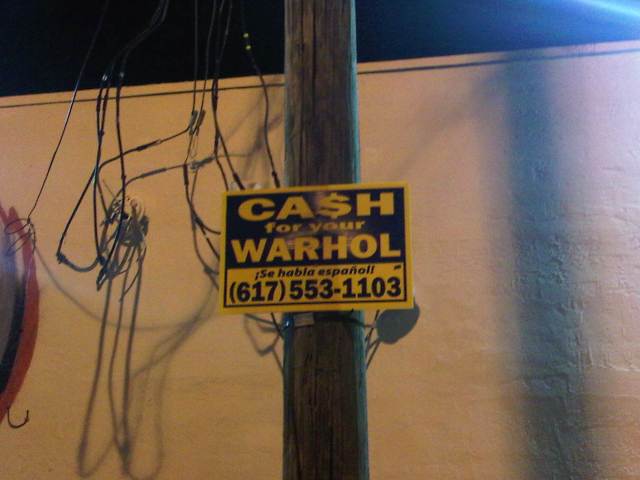 CA$H
for your
WARHOL
¡Se habla español!
(617) 553-1103